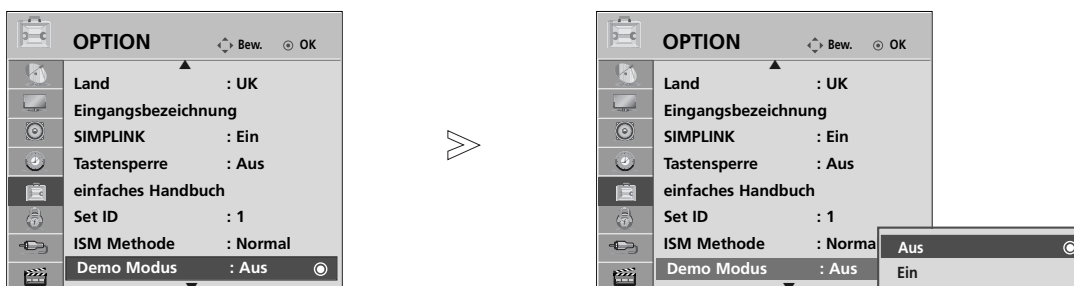 OPTION Bew. OK
Land : UK
Eingangsbezeichnung
SIMPLINK : Ein
Tastensperre : Aus
einfaches Handbuch
Set ID : 1
ISM Methode : Normal
Demo Modus : Aus
OPTION Bew. OK
Land : UK
Eingangsbezeichnung
SIMPLINK : Ein
Tastensperre : Aus
einfaches Handbuch
Set ID : 1
ISM Methode : Norma
Demo Modus : Aus
Aus
Ein